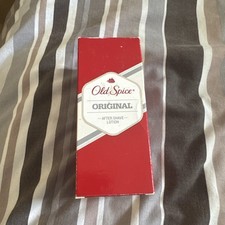 Old Spice
ORIGINAL
AFTER SHAVE
LOTION